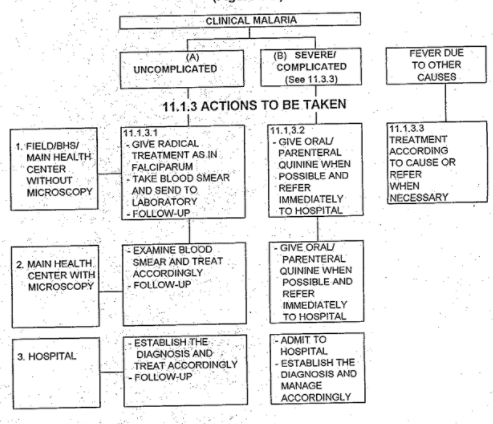 CLINICAL MALARIA
(A)
UNCOMPLICATED
(B) SEVERE/
COMPLICATED
(See 11.3.3)
FEVER DUE
TO OTHER
CAUSES
11.1.3 ACTIONS TO BE TAKEN
1. FIELD/BHS/
MAIN HEALTH
CENTER
WITHOUT
MICROSCOPY
11.1.3.1
- GIVE RADICAL
TREATMENT AS IN
FALCIPARUM
- TAKE BLOOD SMEAR
AND SEND TO
LABORATORY
- FOLLOW-UP
11.1.3.2
- GIVE ORAL/
PARENTERAL
QUININE WHEN
POSSIBLE AND
REFER
IMMEDIATELY
TO HOSPITAL
11.1.3.3
TREATMENT
ACCORDING
TO CAUSE OR
REFER
WHEN
NECESSARY
2. MAIN HEALTH
CENTER WITH
MICROSCOPY
- EXAMINE BLOOD
SMEAR AND TREAT
ACCORDINGLY
- FOLLOW-UP
- GIVE ORAL/
PARENTERAL
QUININE WHEN
POSSIBLE AND
REFER
IMMEDIATELY
TO HOSPITAL
3. HOSPITAL
- ESTABLISH THE
DIAGNOSIS AND
TREAT ACCORDINGLY
- FOLLOW-UP
- ADMIT TO
HOSPITAL
- ESTABLISH THE
DIAGNOSIS AND
MANAGE
ACCORDINGLY